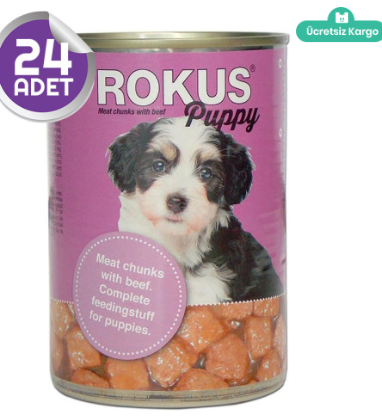 24
ADET
Ücretsiz Kargo
ROKUS®
Meat chunks with beef
Puppy
Meat chunks
with beef.
Complete
feedingstuff
for puppies.